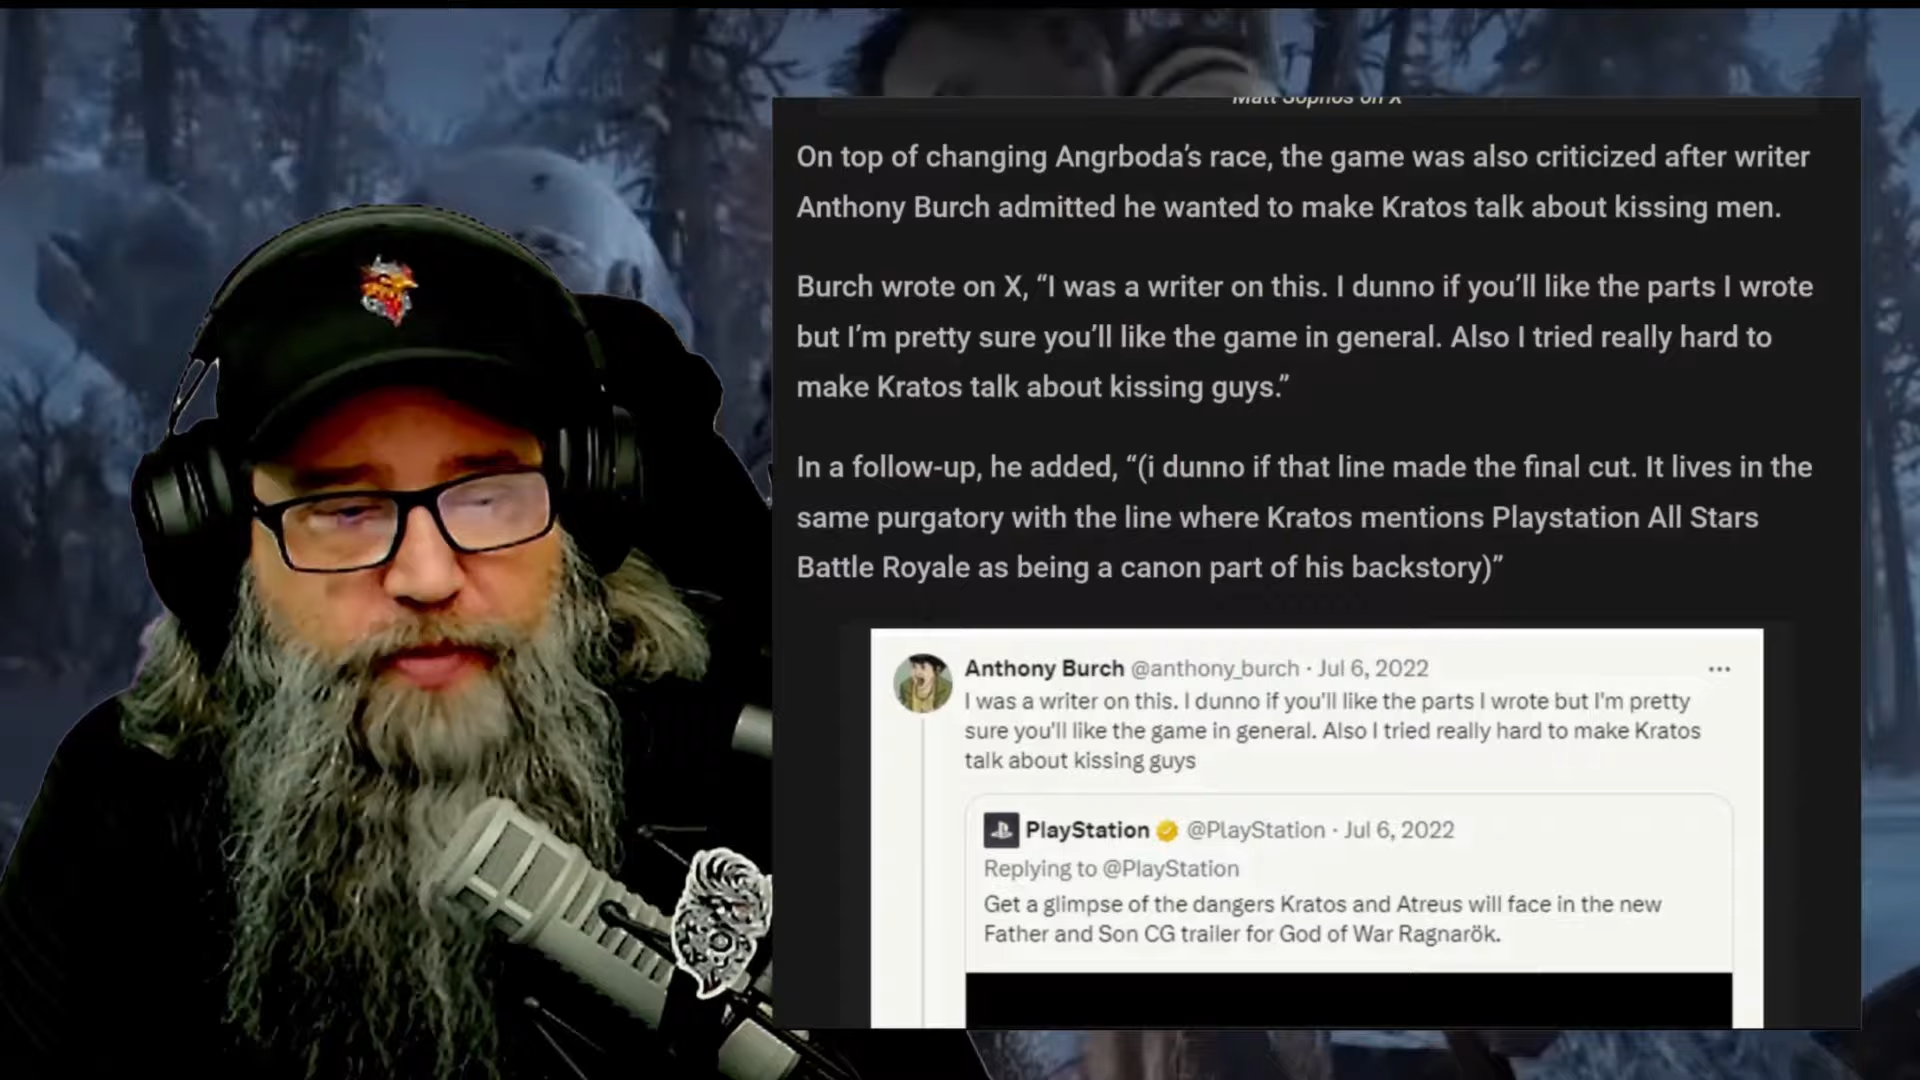 Matt Sophos on X
On top of changing Angrboda’s race, the game was also criticized after writer
Anthony Burch admitted he wanted to make Kratos talk about kissing men.
Burch wrote on X, “I was a writer on this. I dunno if you’ll like the parts I wrote
but I’m pretty sure you’ll like the game in general. Also I tried really hard to
make Kratos talk about kissing guys.”
In a follow-up, he added, “(i dunno if that line made the final cut. It lives in the
same purgatory with the line where Kratos mentions Playstation All Stars
Battle Royale as being a canon part of his backstory)”
Anthony Burch @anthony_burch · Jul 6, 2022
I was a writer on this. I dunno if you'll like the parts I wrote but I'm pretty
sure you'll like the game in general. Also I tried really hard to make Kratos
talk about kissing guys
PlayStation @PlayStation · Jul 6, 2022
Replying to @PlayStation
Get a glimpse of the dangers Kratos and Atreus will face in the new
Father and Son CG trailer for God of War Ragnarök.